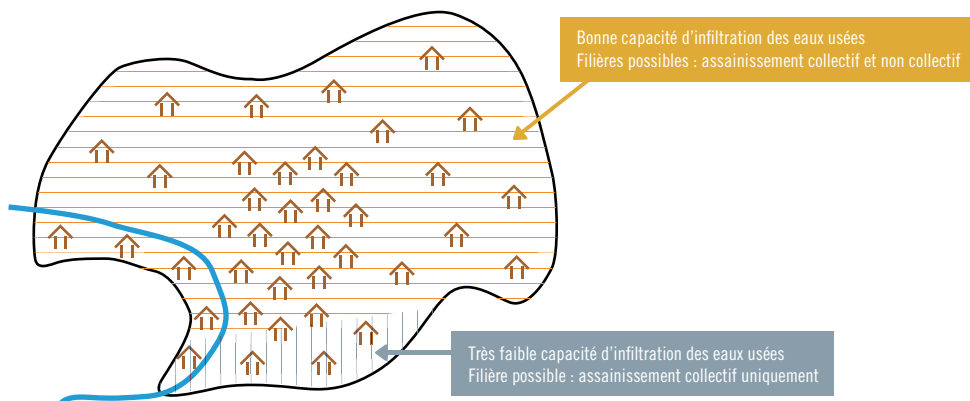 Bonne capacité d'infiltration des eaux usées
Filières possibles : assainissement collectif et non collectif
Très faible capacité d'infiltration des eaux usées
Filière possible : assainissement collectif uniquement